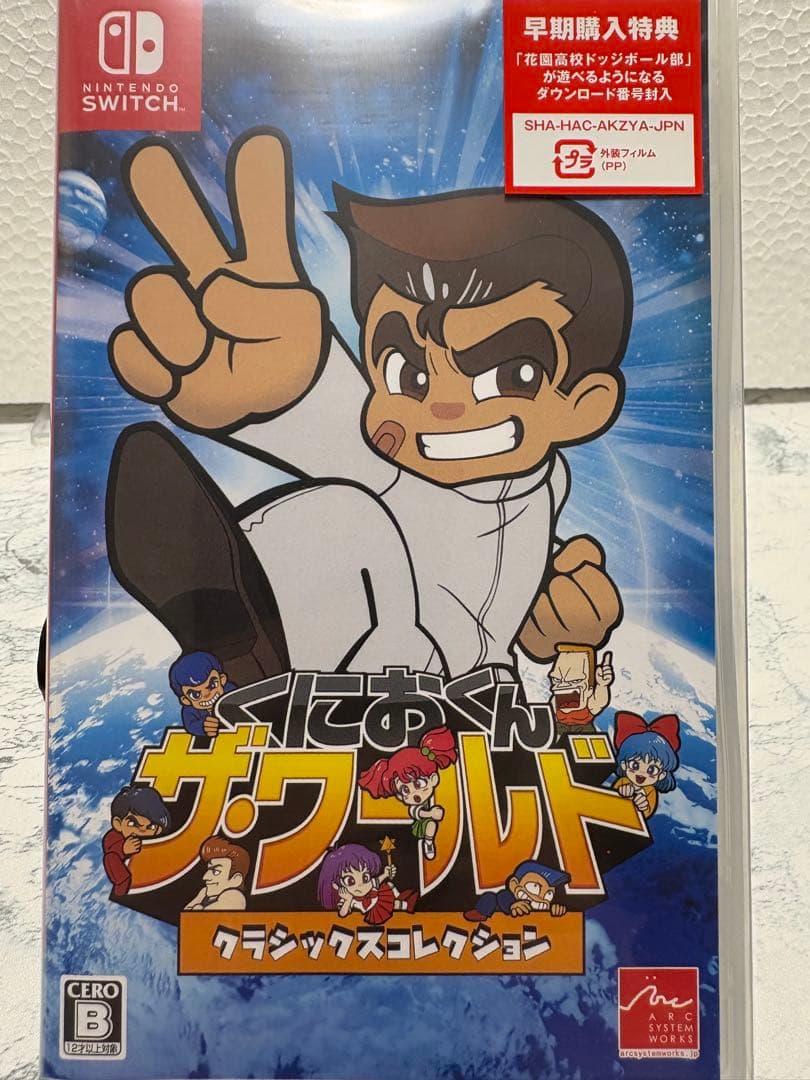 NINTENDO
SWITCH™
早期購入特典
「花園高校ドッジボール部」
が遊べるようになる
ダウンロード番号封入
SHA-HAC-AKZYA-JPN
プラ
外装フィルム
(PP)
くにおくん
ザ・ワールド
クラシックスコレクション
CERO
B
12才以上対象
Arc
ARC
SYSTEM
WORKS
arcsystemworks.jp